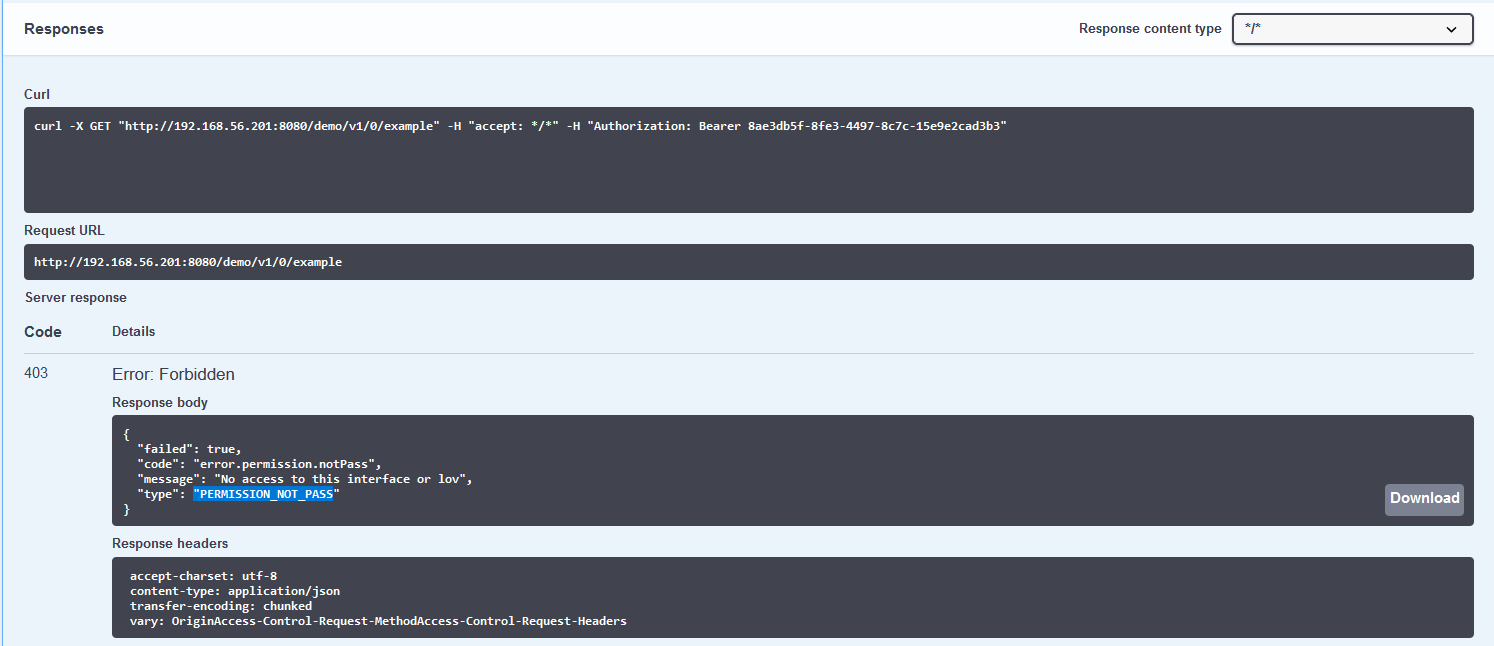 Responses
Response content type
*/*
Curl
curl -X GET "http://192.168.56.201:8080/demo/v1/0/example" -H "accept: */*" -H "Authorization: Bearer 8ae3db5f-8fe3-4497-8c7c-15e9e2cad3b3"
Request URL
http://192.168.56.201:8080/demo/v1/0/example
Server response
Code Details
403 Error: Forbidden
Response body
{
  "failed": true,
  "code": "error.permission.notPass",
  "message": "No access to this interface or lov",
  "type": "PERMISSION_NOT_PASS"
}
Download
Response headers
accept-charset: utf-8
content-type: application/json
transfer-encoding: chunked
vary: OriginAccess-Control-Request-MethodAccess-Control-Request-Headers